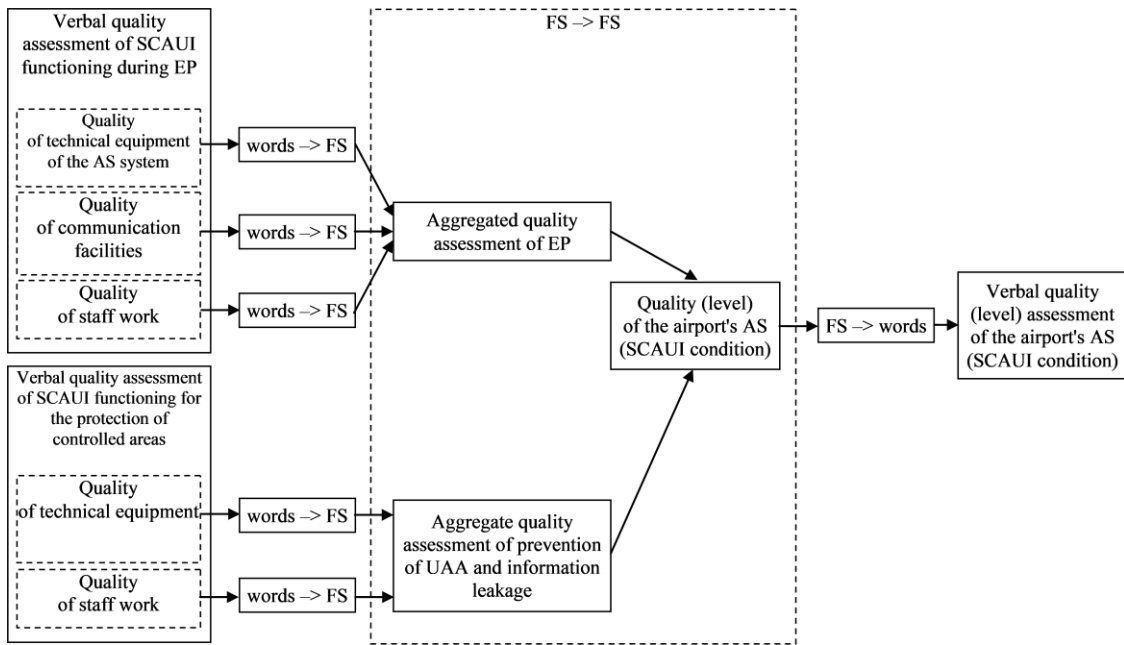 Verbal quality
assessment of SCAUI
functioning during EP
Quality
of technical equipment
of the AS system
Quality
of communication
facilities
Quality
of staff work
words –> FS
words –> FS
words –> FS
FS –> FS
Aggregated quality
assessment of EP
Quality (level)
of the airport's AS
(SCAUI condition)
FS –> words
Verbal quality
(level) assessment
of the airport's AS
(SCAUI condition)
Verbal quality assessment
of SCAUI functioning for
the protection of
controlled areas
Quality
of technical equipment
Quality
of staff work
words –> FS
words –> FS
Aggregate quality
assessment of prevention
of UAA and information
leakage